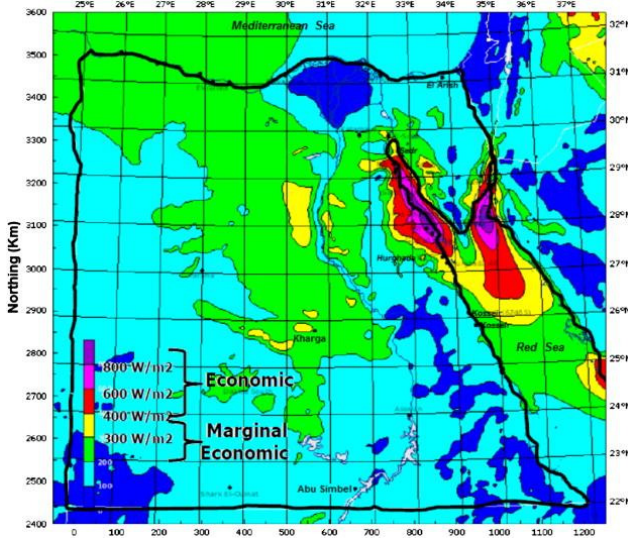 25°E 26°E 27°E 28°E 29°E 30°E 31°E 32°E 33°E 34°E 35°E 36°E 37°E
3600
Mediterranean Sea
32°N
3500
31°N
El Arish
3400
3300
30°N
3200
29°N
3100
28°N
Northing (Km)
Hurghada
3000
27°N
2900
26°N
Kosseir
Kharga
Red Sea
2800
25°N
800 W/m2
Economic
2700
600 W/m2
24°N
400 W/m2
2600
Marginal
300 W/m2
Economic
23°N
200
2500
100
Abu Simbel
22°N
2400
0 100 200 300 400 500 600 700 800 900 1000 1100 1200